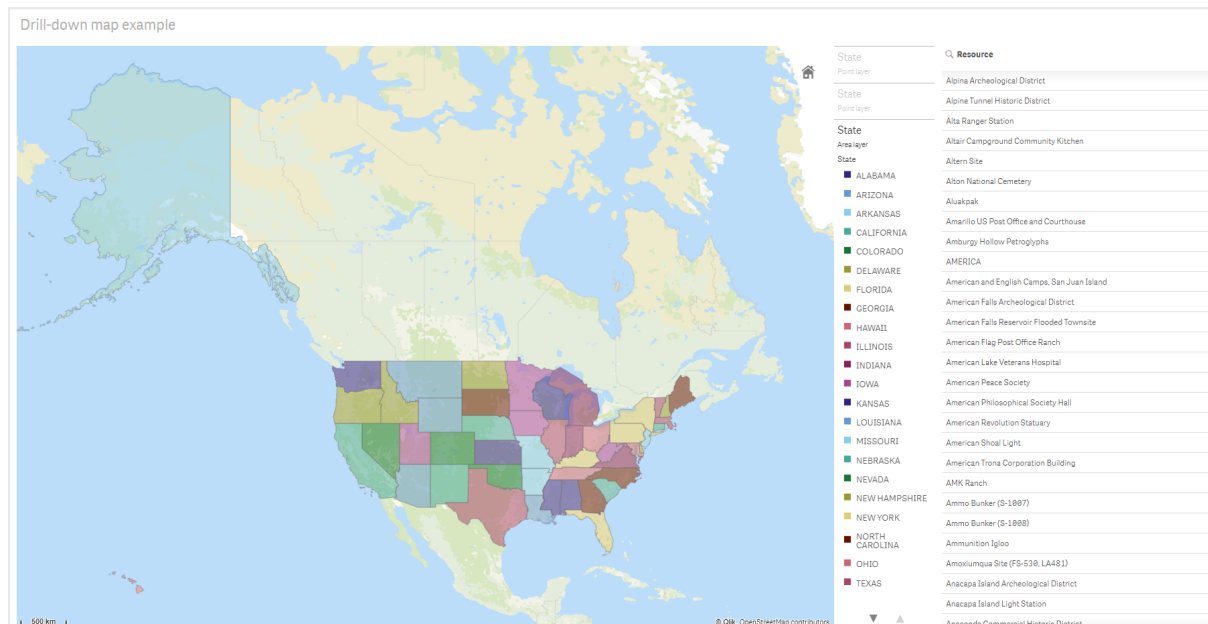 Drill-down map example
State
Point layer
State
Point layer
State
Area layer
State
ALABAMA
ARIZONA
ARKANSAS
CALIFORNIA
COLORADO
DELAWARE
FLORIDA
GEORGIA
HAWAII
ILLINOIS
INDIANA
IOWA
KANSAS
LOUISIANA
MISSOURI
NEBRASKA
NEVADA
NEW HAMPSHIRE
NEW YORK
NORTH
CAROLINA
OHIO
TEXAS
Resource
Alpina Archeological District
Alpine Tunnel Historic District
Alta Ranger Station
Altair Campground Community Kitchen
Altern Site
Alton National Cemetery
Aluakpak
Amarillo US Post Office and Courthouse
Amburgy Hollow Petroglyphs
AMERICA
American and English Camps, San Juan Island
American Falls Archeological District
American Falls Reservoir Flooded Townsite
American Flag Post Office Ranch
American Lake Veterans Hospital
American Peace Society
American Philosophical Society Hall
American Revolution Statuary
American Shoal Light
American Trona Corporation Building
AMK Ranch
Ammo Bunker (S-1007)
Ammo Bunker (S-1008)
Ammunition Igloo
Amoxiumqua Site (FS-530, LA481)
Anacapa Island Archeological District
Anacapa Island Light Station
Anaconda Commercial Historic District
500 km
© Qlik, OpenStreetMap contributors